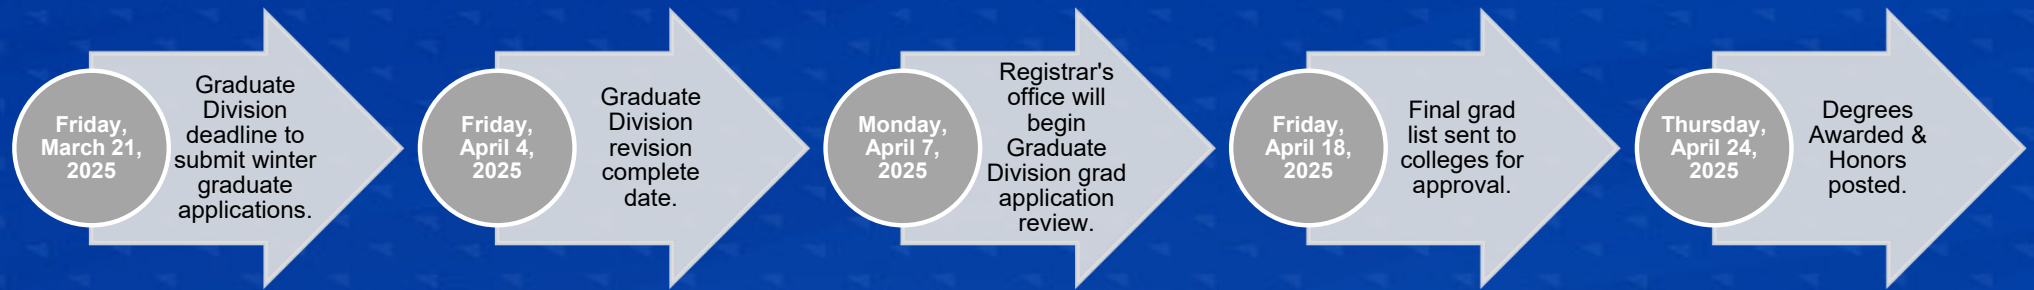 Friday,
March 21,
2025
Graduate
Division
deadline to
submit winter
graduate
applications.
Friday,
April 4,
2025
Graduate
Division
revision
complete
date.
Monday,
April 7,
2025
Registrar's
office will
begin
Graduate
Division grad
application
review.
Friday,
April 18,
2025
Final grad
list sent to
colleges for
approval.
Thursday,
April 24,
2025
Degrees
Awarded &
Honors
posted.